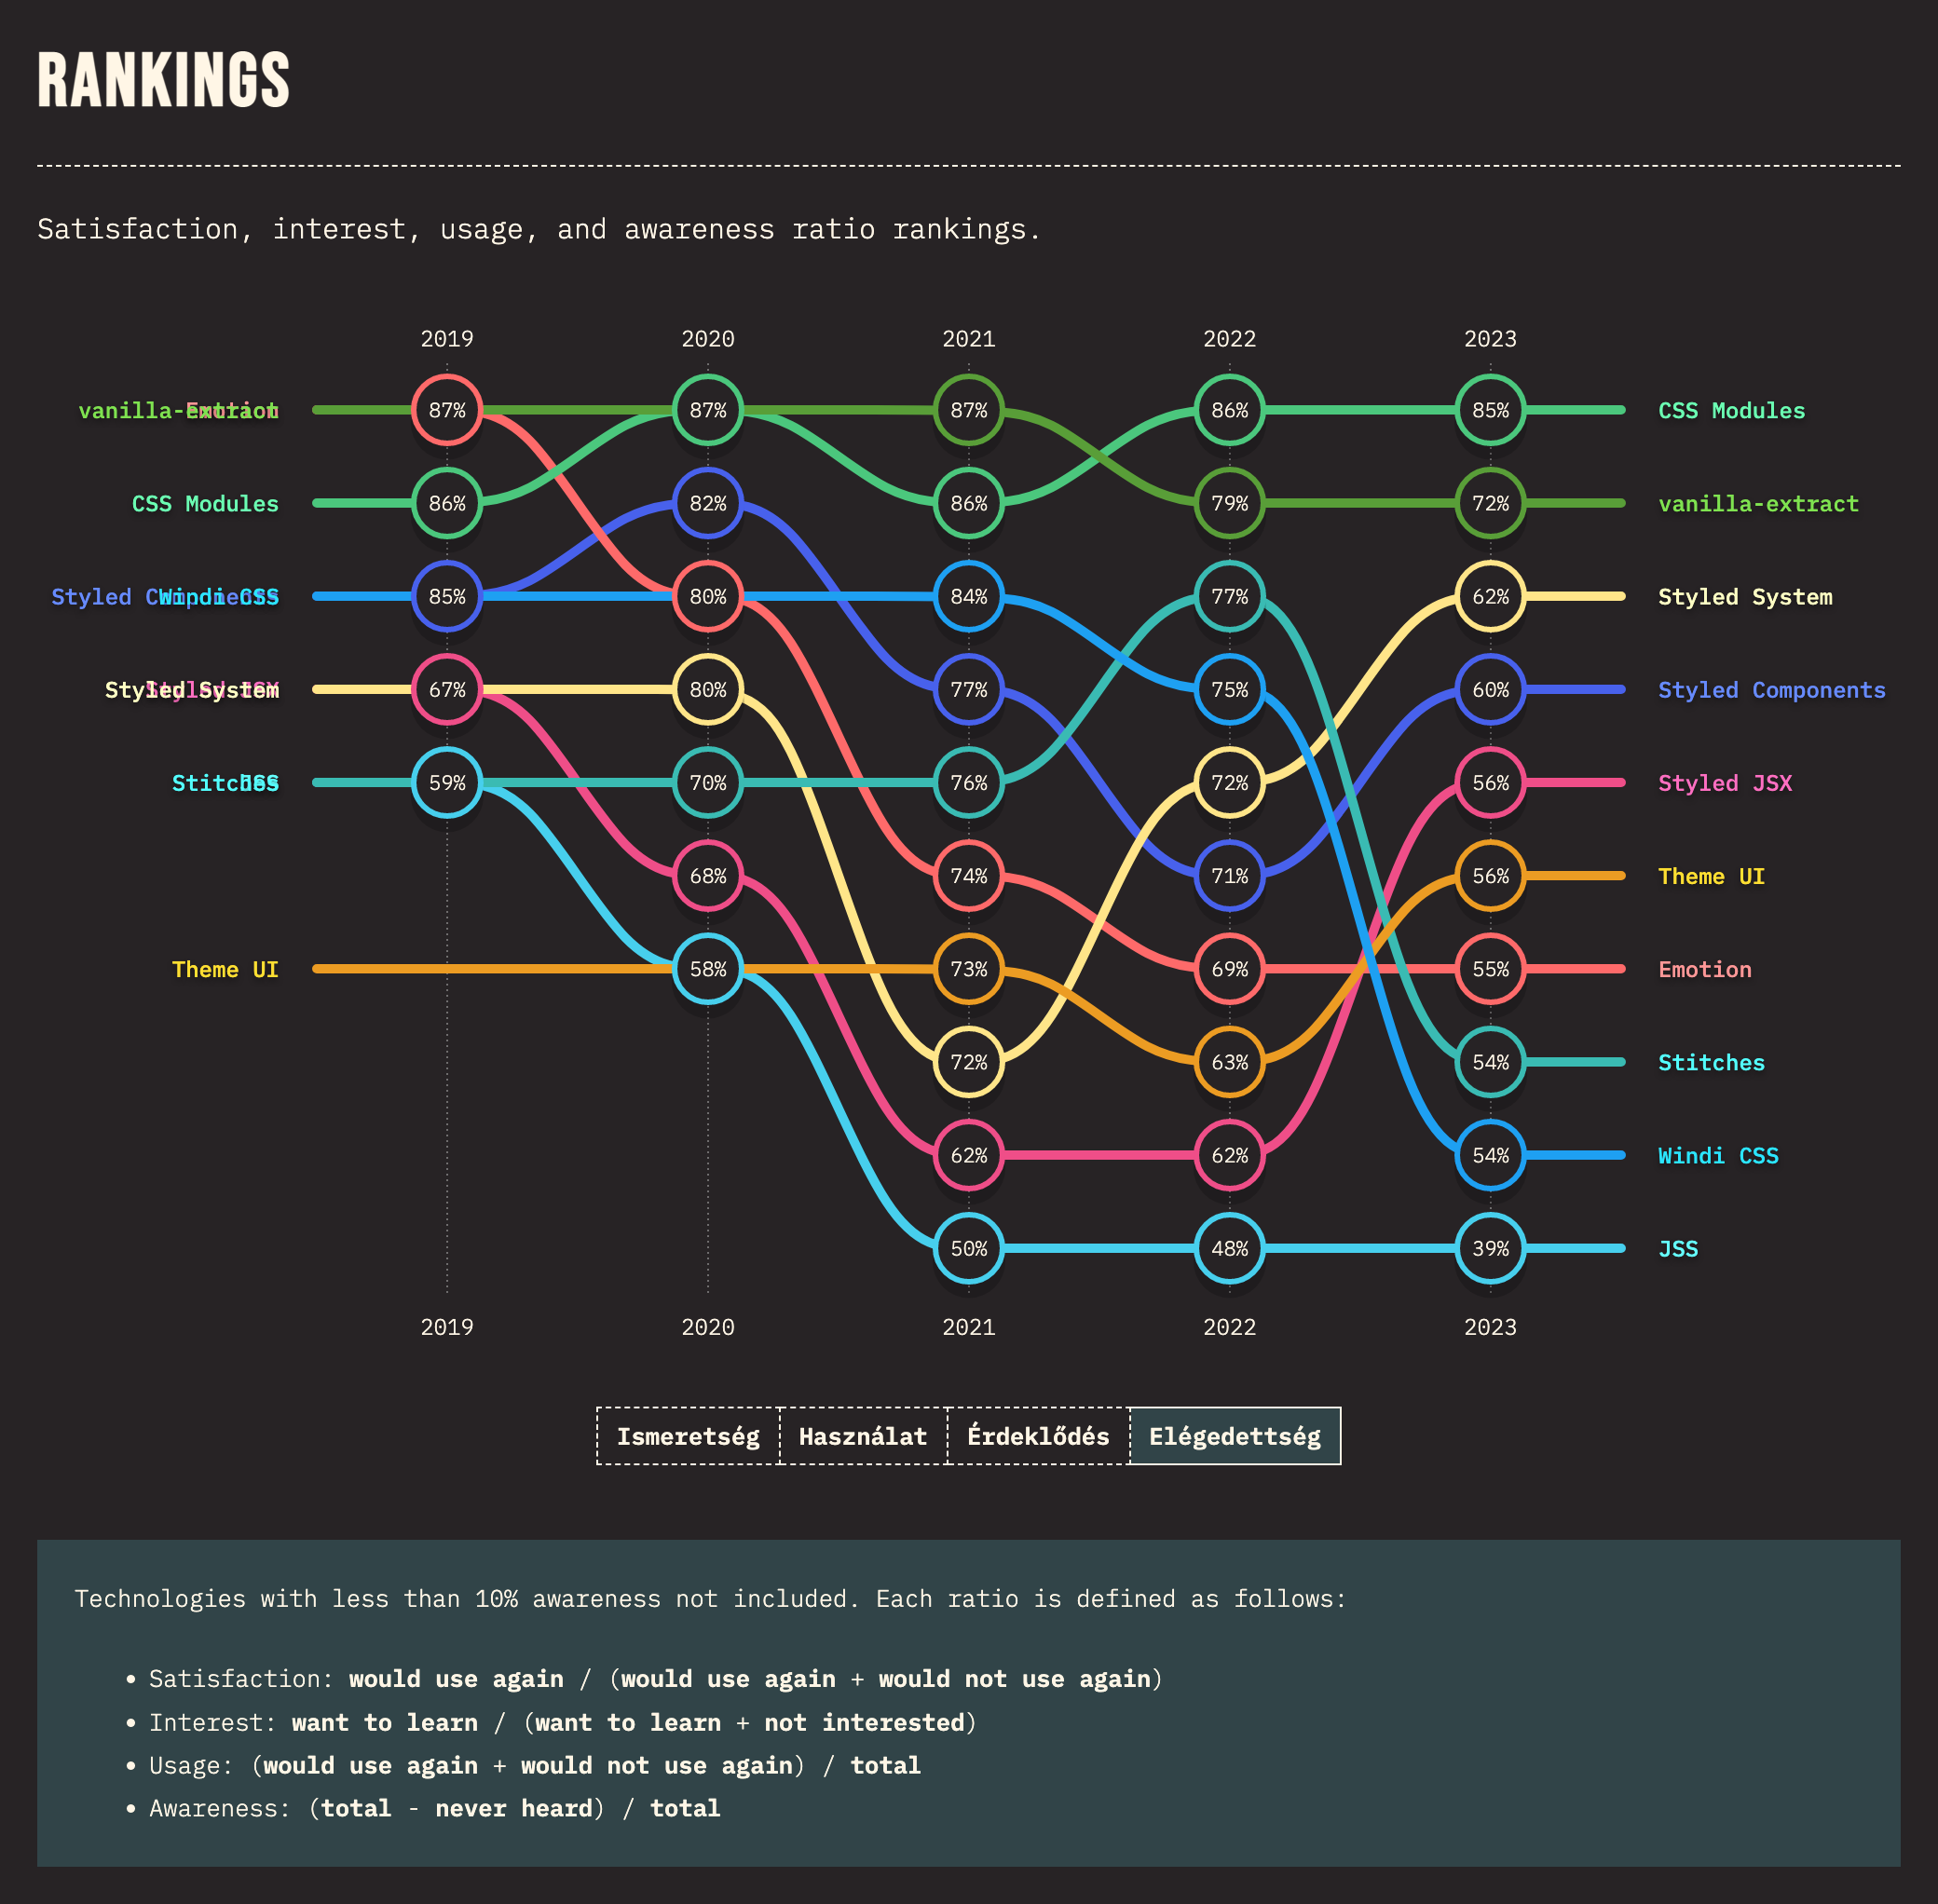 RANKINGS
Satisfaction, interest, usage, and awareness ratio rankings.
2019 2020 2021 2022 2023
vanilla-extract Emotion 87% 87% 87% 86% 85% CSS Modules
CSS Modules 86% 82% 86% 79% 72% vanilla-extract
Styled Components Windi CSS 85% 80% 84% 77% 62% Styled System
Styled System Styled JSX 67% 80% 77% 75% 60% Styled Components
Stitches JSS 59% 70% 76% 72% 56% Styled JSX
68% 74% 71% 56% Theme UI
Theme UI 58% 73% 69% 55% Emotion
72% 63% 54% Stitches
62% 62% 54% Windi CSS
50% 48% 39% JSS
2019 2020 2021 2022 2023
Ismeretség Használat Érdeklődés Elégedettség
Technologies with less than 10% awareness not included. Each ratio is defined as follows:
• Satisfaction: would use again / (would use again + would not use again)
• Interest: want to learn / (want to learn + not interested)
• Usage: (would use again + would not use again) / total
• Awareness: (total - never heard) / total